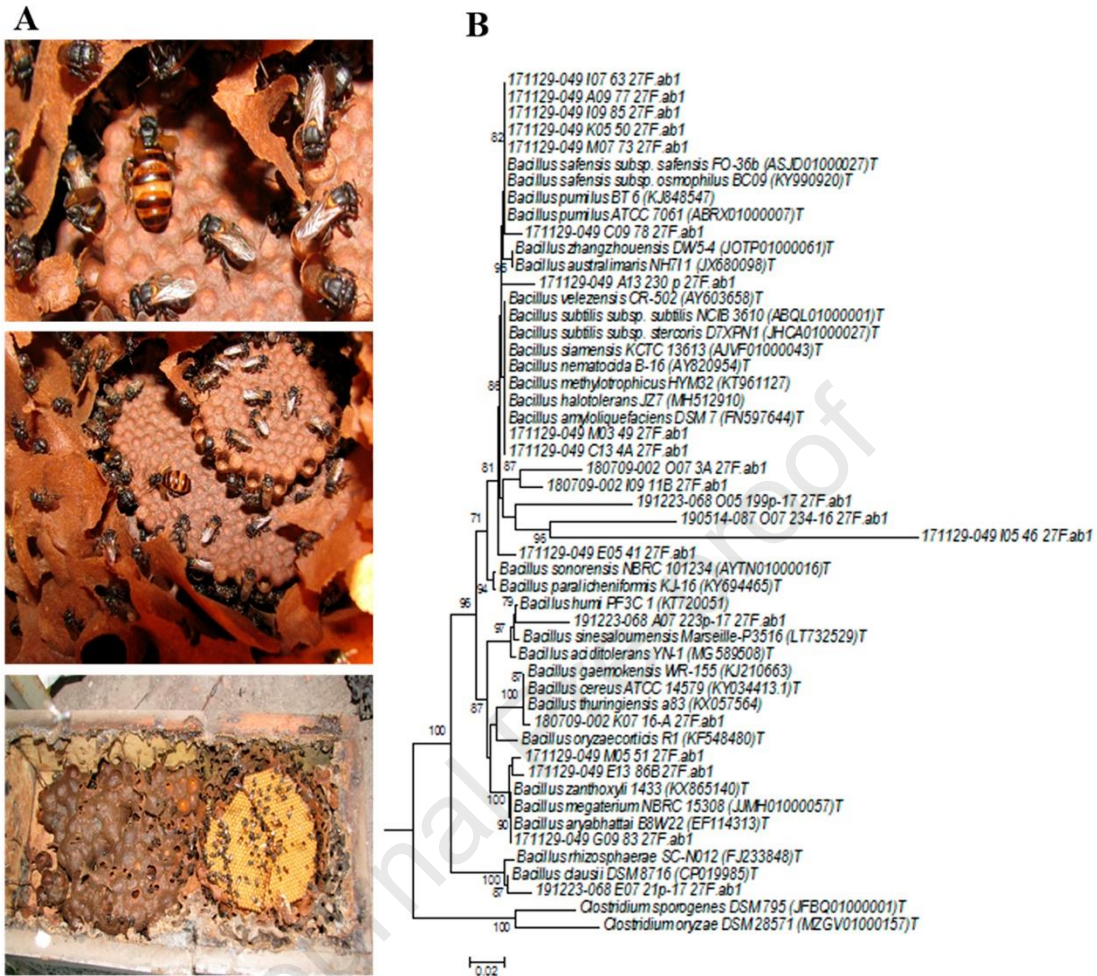 A
B
171129-049 I07 63 27F.ab1
171129-049 A09 77 27F.ab1
171129-049 I09 85 27F.ab1
171129-049 K05 50 27F.ab1
82
171129-049 M07 73 27F.ab1
Bacillus safensis subsp. safensis FO-36b (ASJD01000027)T
Bacillus safensis subsp. osmophilus BC09 (KY990920)T
Bacillus pumilus BT 6 (KJ848547)
Bacillus pumilus ATCC 7061 (ABRX01000007)T
171129-049 C09 78 27F.ab1
Bacillus zhangzhouensis DW5-4 (JOTP01000061)T
95 Bacillus australimaris NH7I 1 (JX680098)T
171129-049 A13 230 p 27F.ab1
Bacillus velezensis CR-502 (AY603658)T
Bacillus subtilis subsp. subtilis NCIB 3610 (ABQL01000001)T
Bacillus subtilis subsp. stercoris D7XPN1 (JHCA01000027)T
Bacillus siamensis KCTC 13613 (AJVF01000043)T
Bacillus nematocida B-16 (AY820954)T
86 Bacillus methylotrophicus HYM32 (KT961127)
Bacillus halotolerans JZ7 (MH512910)
Bacillus amyloliquefaciens DSM 7 (FN597644)T
171129-049 M03 49 27F.ab1
171129-049 C13 4A 27F.ab1
81 87 180709-002 O07 3A 27F.ab1
180709-002 I09 11B 27F.ab1
191223-068 O05 199p-17 27F.ab1
71 190514-087 O07 234-16 27F.ab1
96 171129-049 I05 46 27F.ab1
171129-049 E05 41 27F.ab1
Bacillus sonorensis NBRC 101234 (AYTN01000016)T
94 Bacillus paralicheniformis KJ-16 (KY694465)T
96 79 Bacillus humi PF3C 1 (KT720051)
191223-068 A07 223p-17 27F.ab1
97 Bacillus sinesaloumensis Marseille-P3516 (LT732529)T
Bacillus aciditolerans YN-1 (MG589508)T
Bacillus gaemokensis WR-155 (KJ210663)
87 Bacillus cereus ATCC 14579 (KY034413.1)T
100 Bacillus thuringiensis a83 (KX057564)
87 180709-002 K07 16-A 27F.ab1
Bacillus oryzaecorticis R1 (KF548480)T
100 171129-049 M05 51 27F.ab1
171129-049 E13 86B 27F.ab1
Bacillus zanthoxyli 1433 (KX865140)T
100 Bacillus megaterium NBRC 15308 (JJMH01000057)T
90 Bacillus aryabhattai B8W22 (EF114313)T
171129-049 G09 83 27F.ab1
Bacillus rhizosphaerae SC-N012 (FJ233848)T
100 Bacillus clausii DSM 8716 (CP019985)T
87 191223-068 E07 21p-17 27F.ab1
Clostridium sporogenes DSM 795 (JFBQ01000001)T
100 Clostridium oryzae DSM 28571 (MZGV01000157)T
0.02